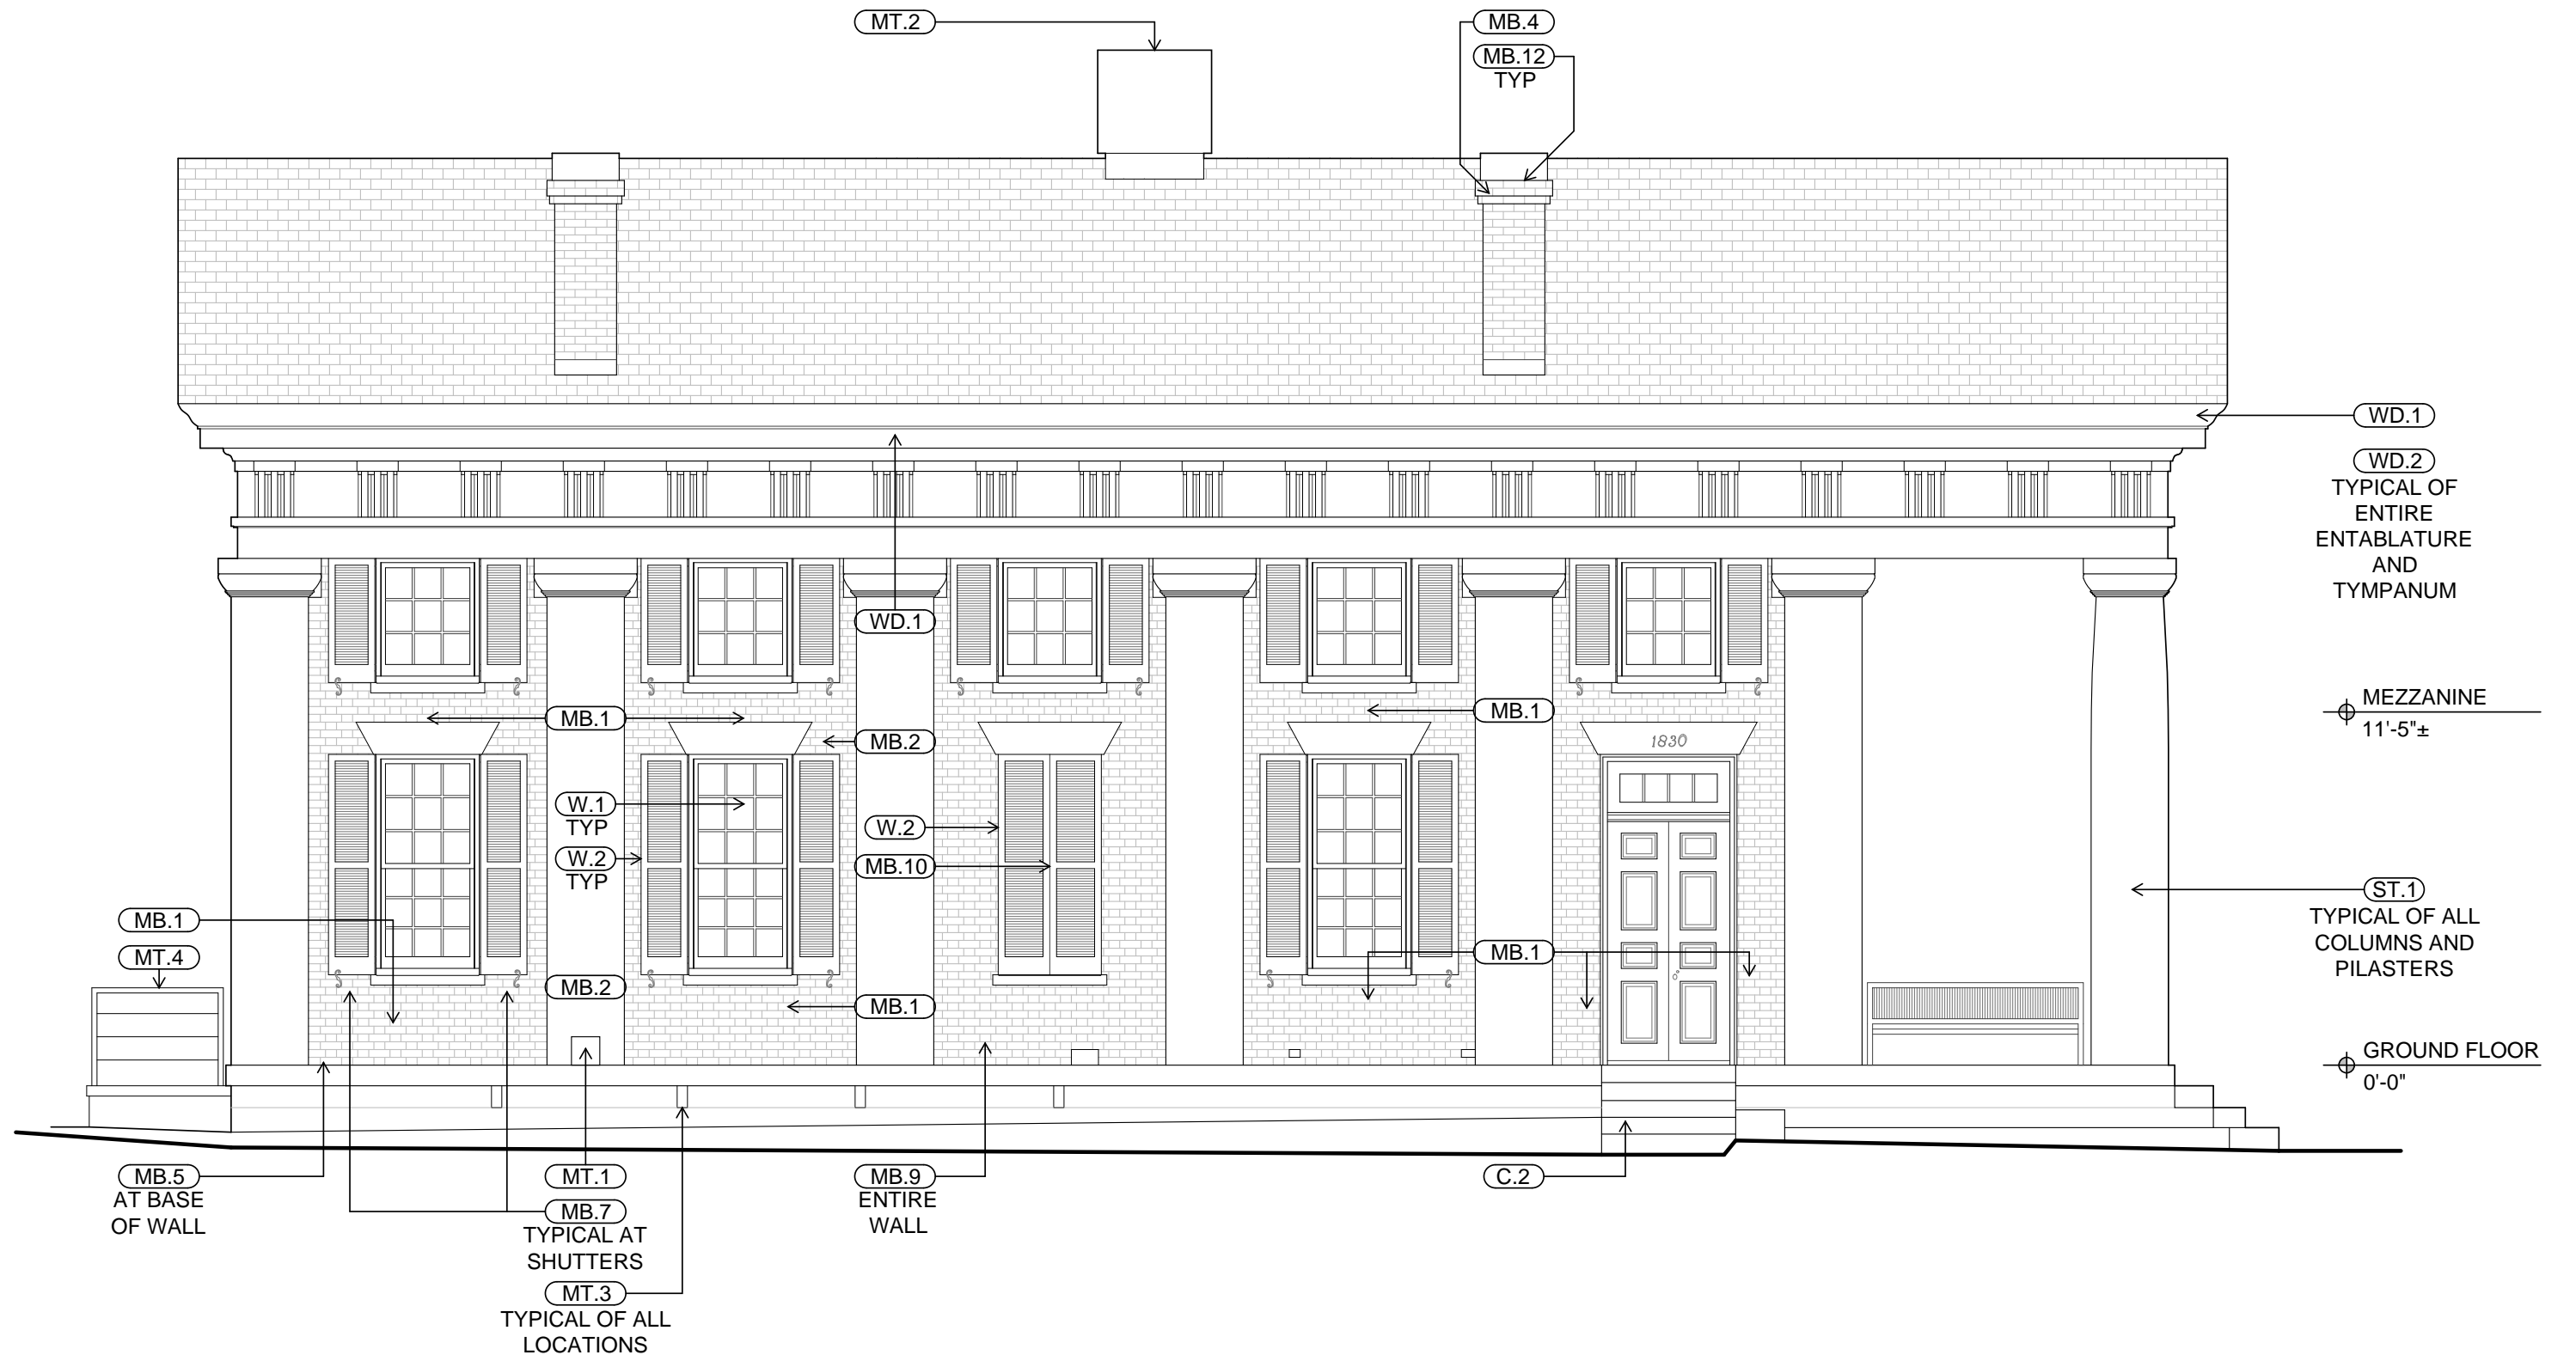 MT.2
MB.4
MB.12
TYP
WD.1
WD.2
TYPICAL OF
ENTIRE
ENTABLATURE
AND
TYMPANUM
WD.1
MEZZANINE
11'-5"±
MB.1
MB.1
MB.2
1830
W.1
TYP
W.2
W.2
TYP
MB.10
ST.1
TYPICAL OF ALL
COLUMNS AND
PILASTERS
MB.1
MT.4
MB.1
MB.2
MB.1
GROUND FLOOR
0'-0"
MB.5
AT BASE
OF WALL
MT.1
MB.7
TYPICAL AT
SHUTTERS
MT.3
TYPICAL OF ALL
LOCATIONS
MB.9
ENTIRE
WALL
C.2